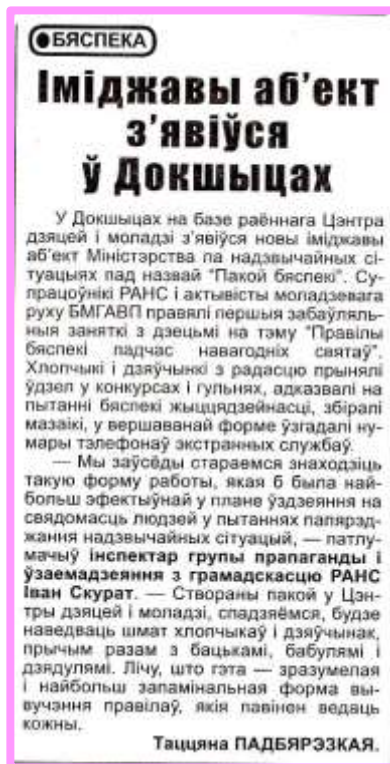 БЯСПЕКА
Іміджавы аб'ект
з'явіўся
ў Докшыцах
У Докшыцах на базе раённага Цэнтра
дзяцей і моладзі з'явіўся новы іміджавы
аб'ект Міністэрства па надзвычайных сі-
туацыях пад назвай "Пакой бяспекі". Су-
працоўнікі РАНС і актывісты моладзевага
руху БМГАВП правялі першыя забаўляль-
ныя заняткі з дзецьмі на тэму "Правілы
бяспекі падчас навагодніх святаў".
Хлопчыкі і дзяўчынкі з радасцю прынялі
ўдзел у конкурсах і гульнях, адказвалі на
пытанні бяспекі жыццядзейнасці, збіралі
мазаікі, у вершаванай форме ўзгадалі ну-
мары тэлефонаў экстранных службаў.
— Мы заўсёды стараемся знаходзіць
такую форму работы, якая б была най-
больш эфектыўнай у плане ўздзеяння на
свядомасць людзей у пытаннях папярэд-
жання надзвычайных сітуацый, — патлу-
мачыў інспектар групы прапаганды і
ўзаемадзеяння з грамадскасцю РАНС
Іван Скурат. — Створаны пакой у Цэн-
тры дзяцей і моладзі, спадзяёмся, будзе
наведваць шмат хлопчыкаў і дзяўчынак,
прычым разам з бацькамі, бабулямі і
дзядулямі. Лічу, што гэта — зразумелая
і найбольш запамінальная форма вы-
вучэння правілаў, якія павінен ведаць
кожны.
Таццяна ПАДБЯРЭЗКАЯ.